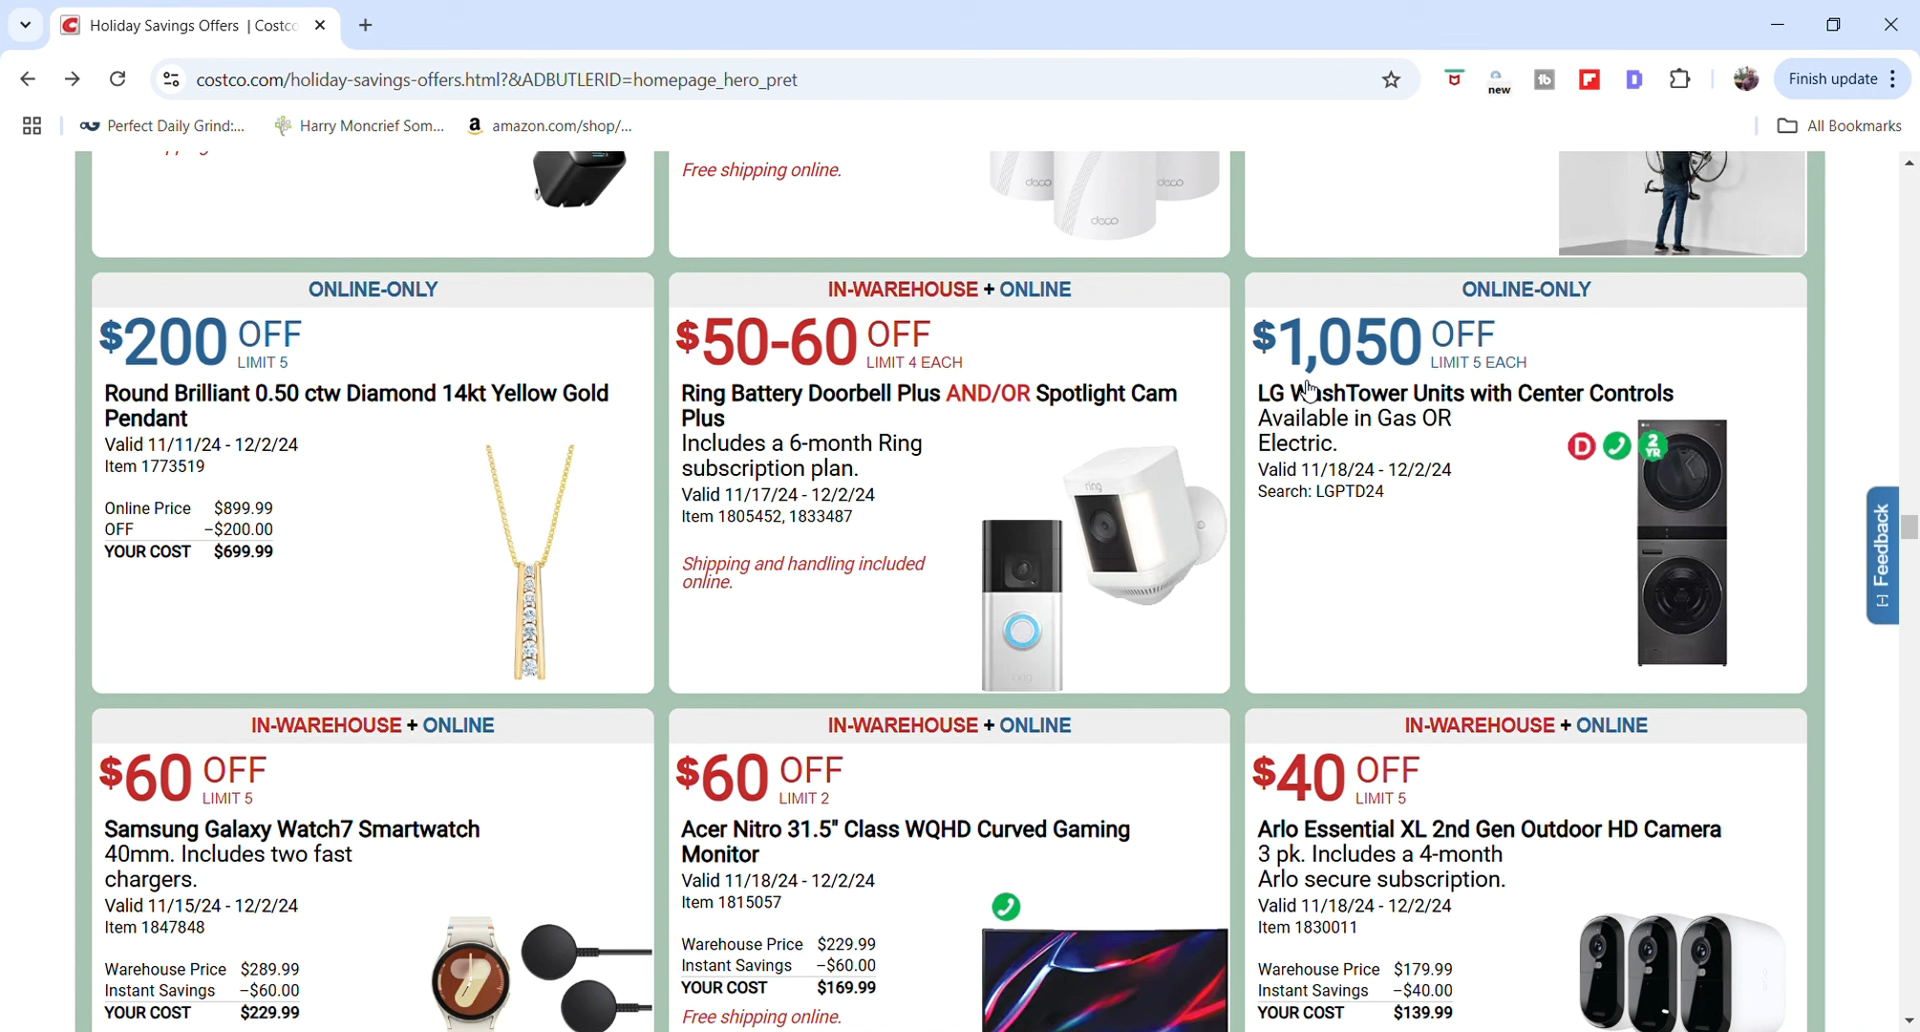 Holiday Savings Offers | Costco
costco.com/holiday-savings-offers.html?&ADBUTLERID=homepage_hero_pret
new
Finish update
Perfect Daily Grind:...
Harry Moncrief Som...
amazon.com/shop/...
All Bookmarks
Free shipping online.
deco
deco
deco
ONLINE-ONLY
$200 OFF
LIMIT 5
Round Brilliant 0.50 ctw Diamond 14kt Yellow Gold
Pendant
Valid 11/11/24 - 12/2/24
Item 1773519
Online Price $899.99
OFF -$200.00
YOUR COST $699.99
IN-WAREHOUSE + ONLINE
$50-60 OFF
LIMIT 4 EACH
Ring Battery Doorbell Plus AND/OR Spotlight Cam
Plus
Includes a 6-month Ring
subscription plan.
Valid 11/17/24 - 12/2/24
Item 1805452, 1833487
Shipping and handling included
online.
ring
ring
ONLINE-ONLY
$1,050 OFF
LIMIT 5 EACH
LG WashTower Units with Center Controls
Available in Gas OR
Electric.
Valid 11/18/24 - 12/2/24
Search: LGPTD24
D
2
YR
[-] Feedback
IN-WAREHOUSE + ONLINE
$60 OFF
LIMIT 5
Samsung Galaxy Watch7 Smartwatch
40mm. Includes two fast
chargers.
Valid 11/15/24 - 12/2/24
Item 1847848
Warehouse Price $289.99
Instant Savings -$60.00
YOUR COST $229.99
IN-WAREHOUSE + ONLINE
$60 OFF
LIMIT 2
Acer Nitro 31.5" Class WQHD Curved Gaming
Monitor
Valid 11/18/24 - 12/2/24
Item 1815057
Warehouse Price $229.99
Instant Savings -$60.00
YOUR COST $169.99
Free shipping online.
IN-WAREHOUSE + ONLINE
$40 OFF
LIMIT 5
Arlo Essential XL 2nd Gen Outdoor HD Camera
3 pk. Includes a 4-month
Arlo secure subscription.
Valid 11/18/24 - 12/2/24
Item 1830011
Warehouse Price $179.99
Instant Savings -$40.00
YOUR COST $139.99